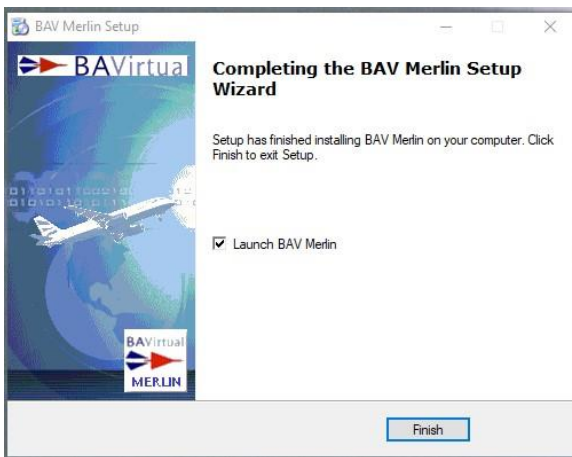 BAV Merlin Setup
BAVirtual
Completing the BAV Merlin Setup
Wizard
Setup has finished installing BAV Merlin on your computer. Click
Finish to exit Setup.
Launch BAV Merlin
BAVirtual
MERLIN
Finish